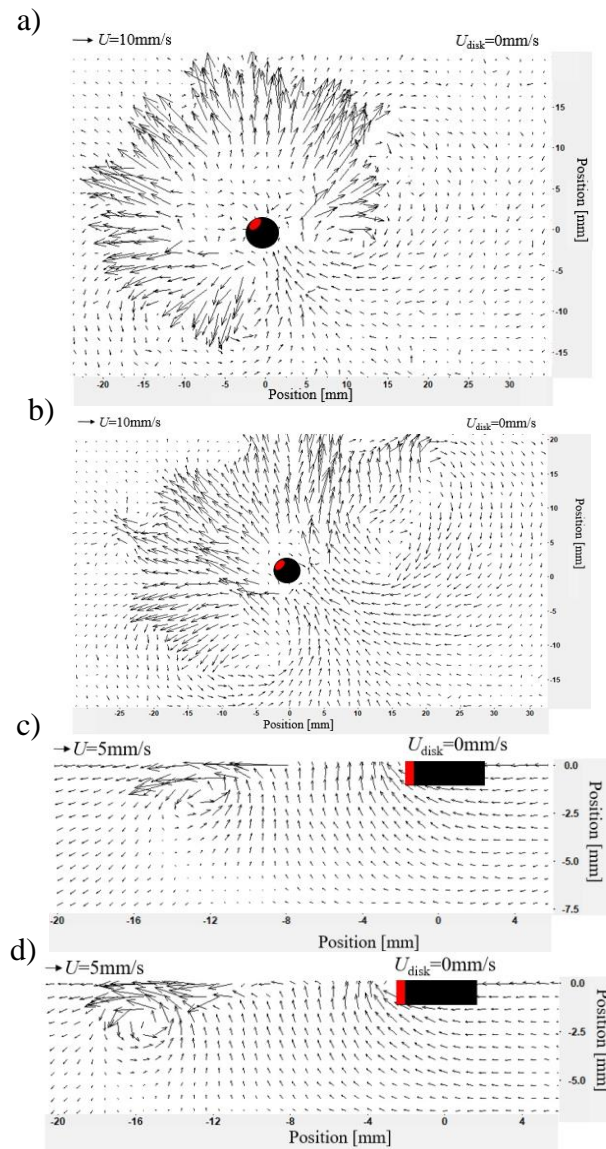 a)
U=10mm/s U_disk=0mm/s
15
10
5
0
-5
-10
-15
Position [mm]
-20 -15 -10 -5 0 5 10 15 20 25 30
Position [mm]
b)
U=10mm/s U_disk=0mm/s
20
15
10
5
0
-5
-10
-15
Position [mm]
-25 -20 -15 -10 -5 0 5 10 15 20 25 30
Position [mm]
c)
U=5mm/s U_disk=0mm/s
0.0
-2.5
-5.0
-7.5
Position [mm]
-20 -16 -12 -8 -4 0 4
Position [mm]
d)
U=5mm/s U_disk=0mm/s
0.0
-2.5
-5.0
Position [mm]
-20 -16 -12 -8 -4 0 4
Position [mm]